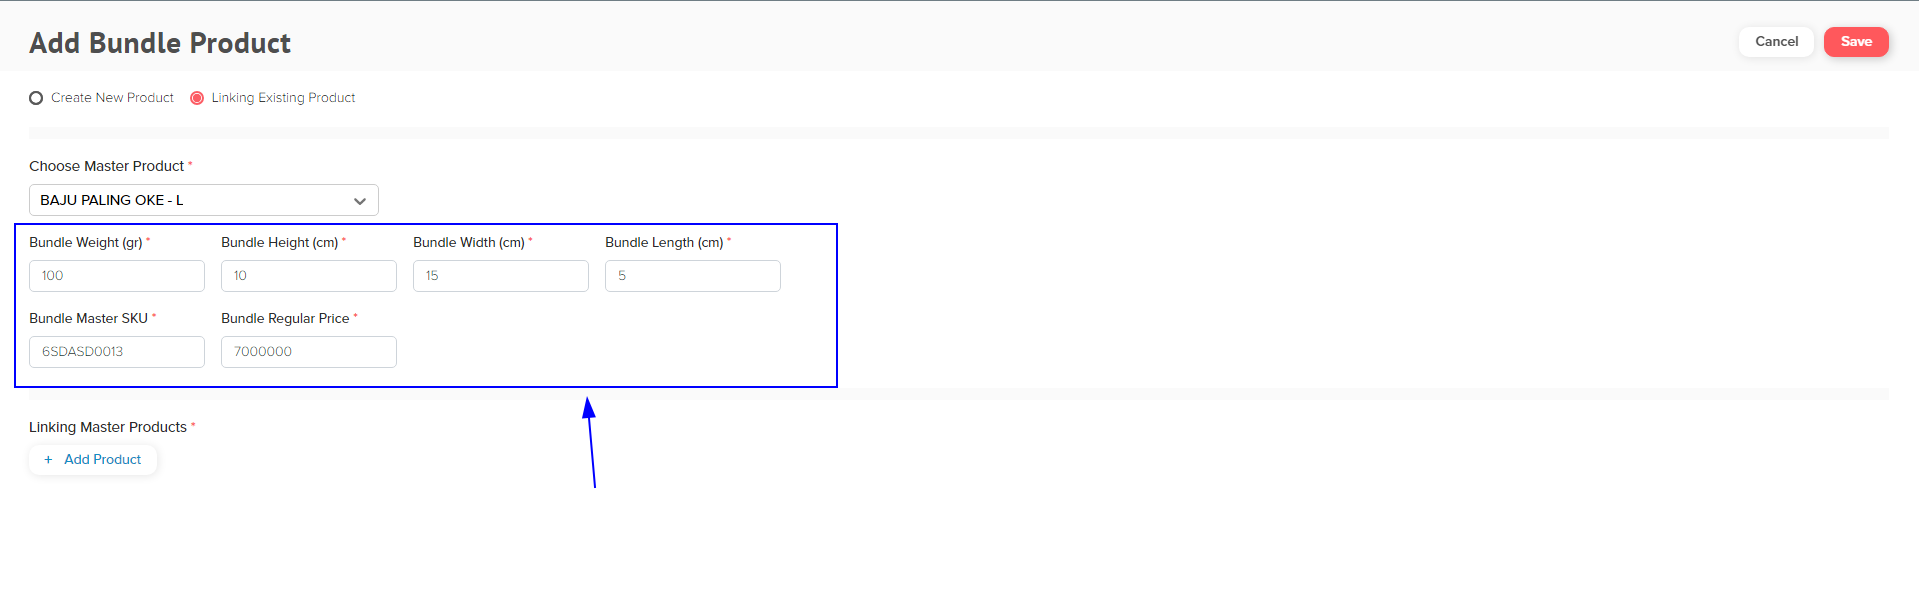 Add Bundle Product
Cancel
Save
Create New Product
Linking Existing Product
Choose Master Product *
BAJU PALING OKE - L
Bundle Weight (gr) *
Bundle Height (cm) *
Bundle Width (cm) *
Bundle Length (cm) *
100
10
15
5
Bundle Master SKU *
Bundle Regular Price *
6SDASD0013
7000000
Linking Master Products *
+ Add Product